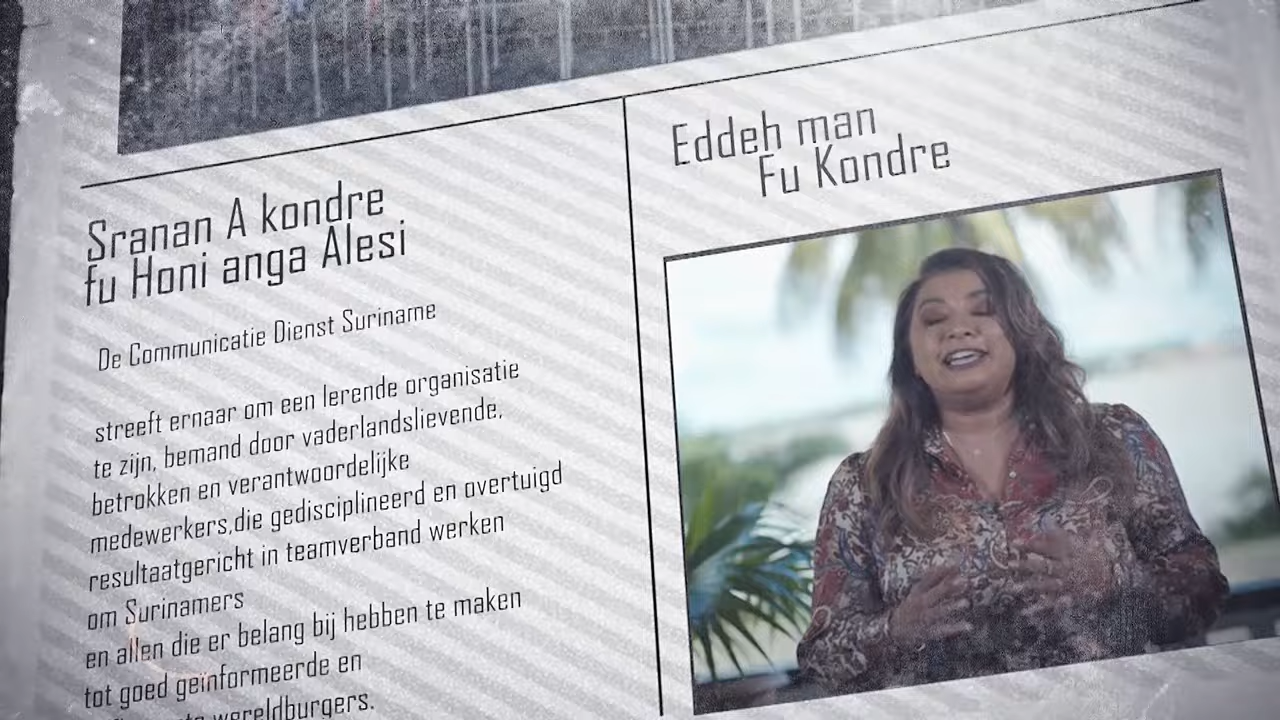 Sranan A kondre
fu Honi anga Alesi
De Communicatie Dienst Suriname
streeft ernaar om een lerende organisatie
te zijn, bemand door vaderlandslievende,
betrokken en verantwoordelijke
medewerkers,die gedisciplineerd en overtuigd
resultaatgericht in teamverband werken
om Surinamers
en allen die er belang bij hebben te maken
tot goed geïnformeerde en
wereldburgers.
Eddeh man
Fu Kondre